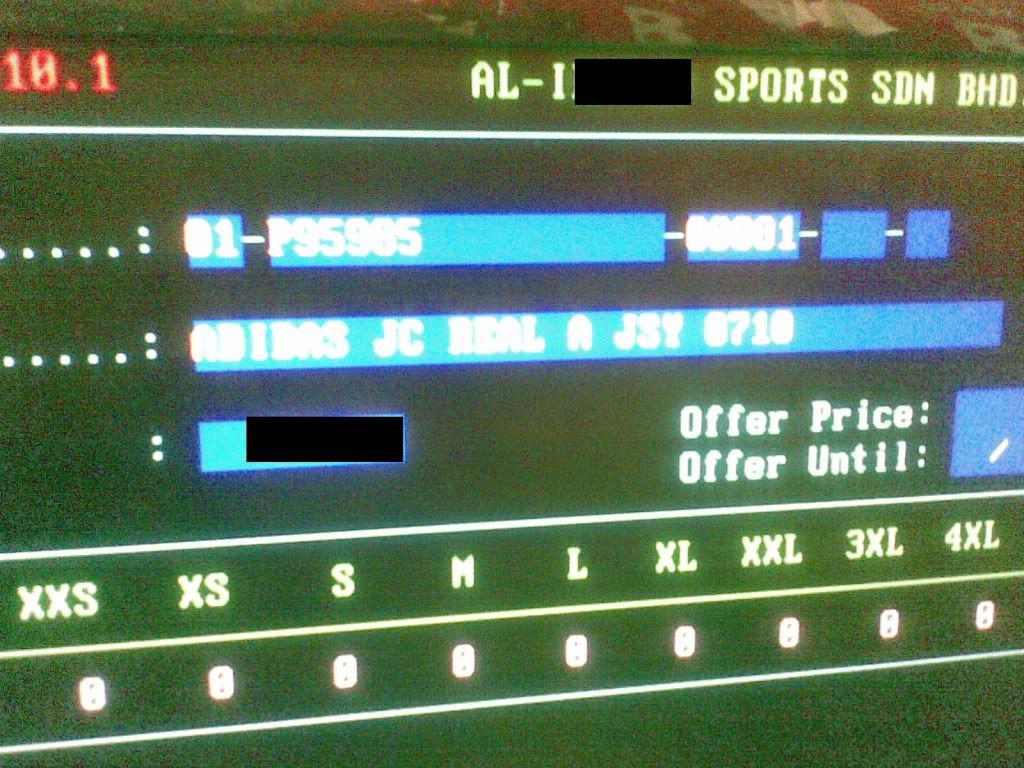 10.1 AL-I SPORTS SDN BHD
.....: 01-P95985 -00001- -
.....: ADIDAS JC REAL A JSY 0710
: Offer Price:
Offer Until: /
XXS XS S M L XL XXL 3XL 4XL
0 0 0 0 0 0 0 0 0